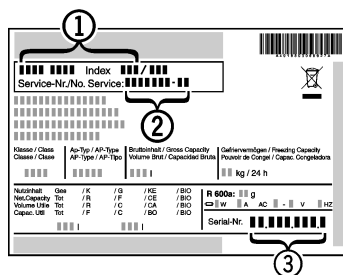 1
Index /
Service-Nr./No. Service: -
2
Klasse / Class Ap-Typ / AP-Type Bruttoinhalt / Gross Capacity Gefriervermögen / Freezing Capacity
Classe / Clase AP-Type / AP-Tipo Volume Brut / Capacidad Bruta Pouvoir de Congel / Capac. Congeladora
I kg / 24 h
Nutzinhalt Ges / K / G / KE / BIO
Net.Capacity Tot / R / F / CE / BIO
Volume Utile Tot / R / C / CA / BIO
Capac. Util Tot / F / C / BO / BIO
I I
R 600a: g
W A AC - V HZ
Serial-Nr.
3